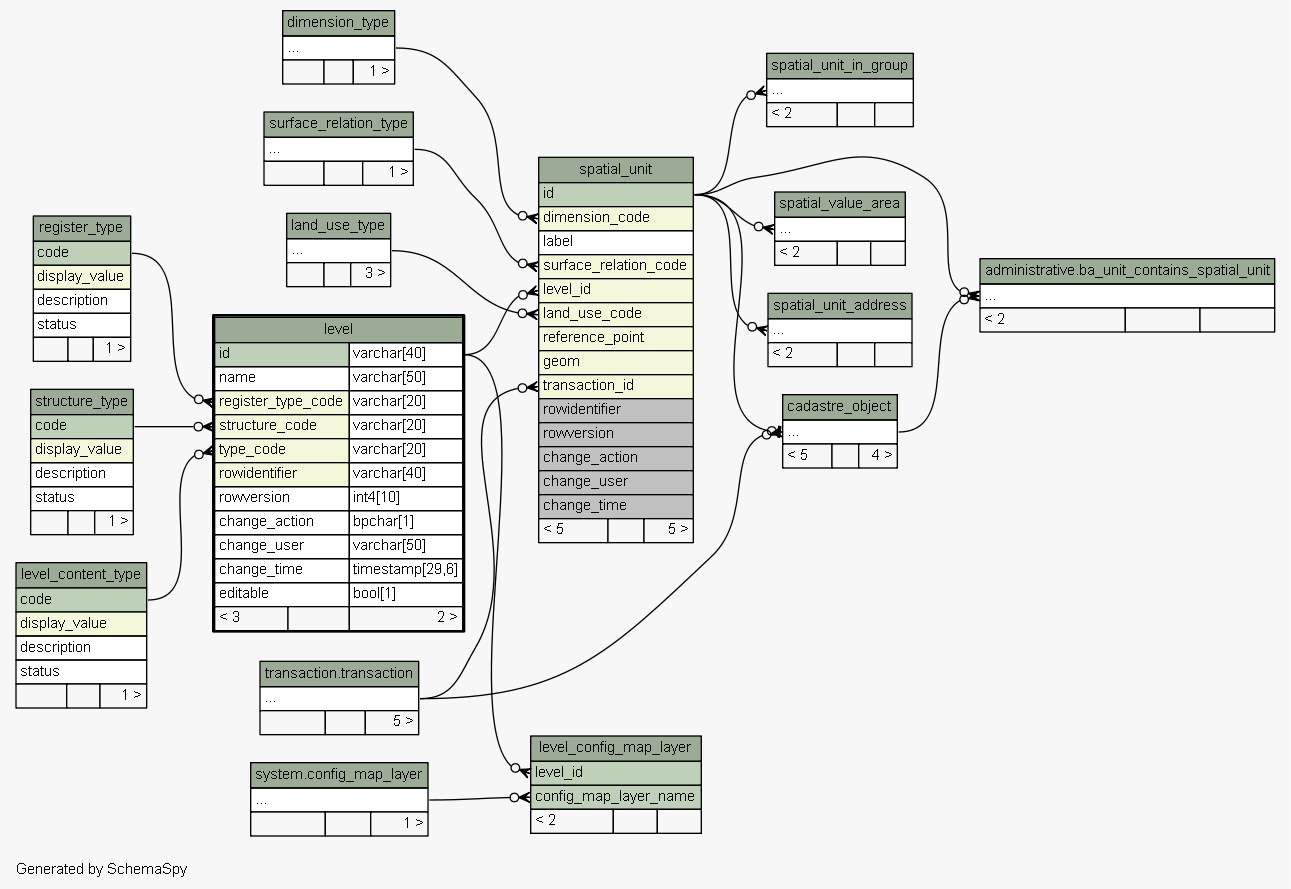 dimension_type
...
1 >
surface_relation_type
...
1 >
land_use_type
...
3 >
register_type
code
display_value
description
status
1 >
structure_type
code
display_value
description
status
1 >
level_content_type
code
display_value
description
status
1 >
level
id varchar[40]
name varchar[50]
register_type_code varchar[20]
structure_code varchar[20]
type_code varchar[20]
rowidentifier varchar[40]
rowversion int4[10]
change_action bpchar[1]
change_user varchar[50]
change_time timestamp[29,6]
editable bool[1]
< 3 2 >
transaction.transaction
...
5 >
system.config_map_layer
...
1 >
spatial_unit
id
dimension_code
label
surface_relation_code
level_id
land_use_code
reference_point
geom
transaction_id
rowidentifier
rowversion
change_action
change_user
change_time
< 5 5 >
level_config_map_layer
level_id
config_map_layer_name
< 2
spatial_unit_in_group
...
< 2
spatial_value_area
...
< 2
spatial_unit_address
...
< 2
cadastre_object
...
< 5 4 >
administrative.ba_unit_contains_spatial_unit
...
< 2
Generated by SchemaSpy